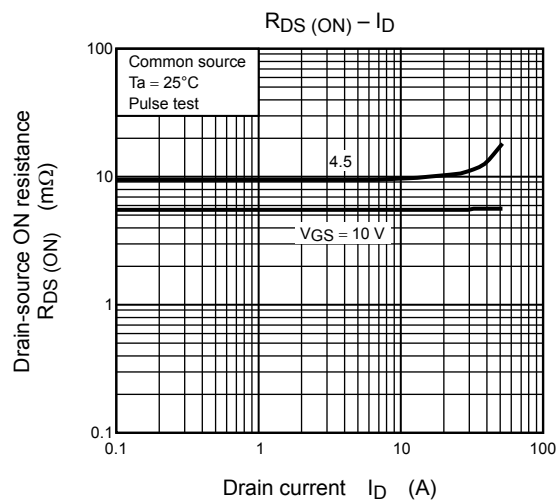 RDS (ON) – ID
Common source
Ta = 25°C
Pulse test
4.5
VGS = 10 V
Drain-source ON resistance
RDS (ON) (mΩ)
100
10
1
0.1
0.1
1
10
100
Drain current ID (A)